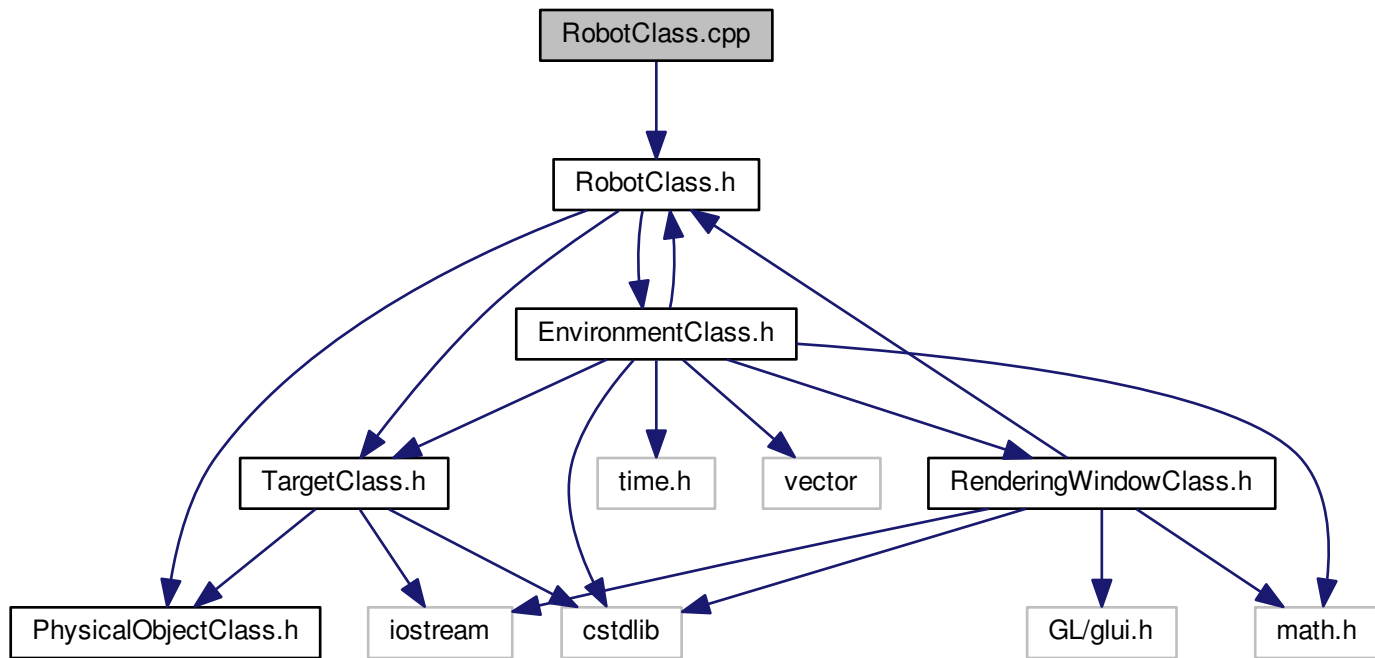 RobotClass.cpp
RobotClass.h
EnvironmentClass.h
TargetClass.h
time.h
vector
RenderingWindowClass.h
PhysicalObjectClass.h
iostream
cstdlib
GL/glui.h
math.h